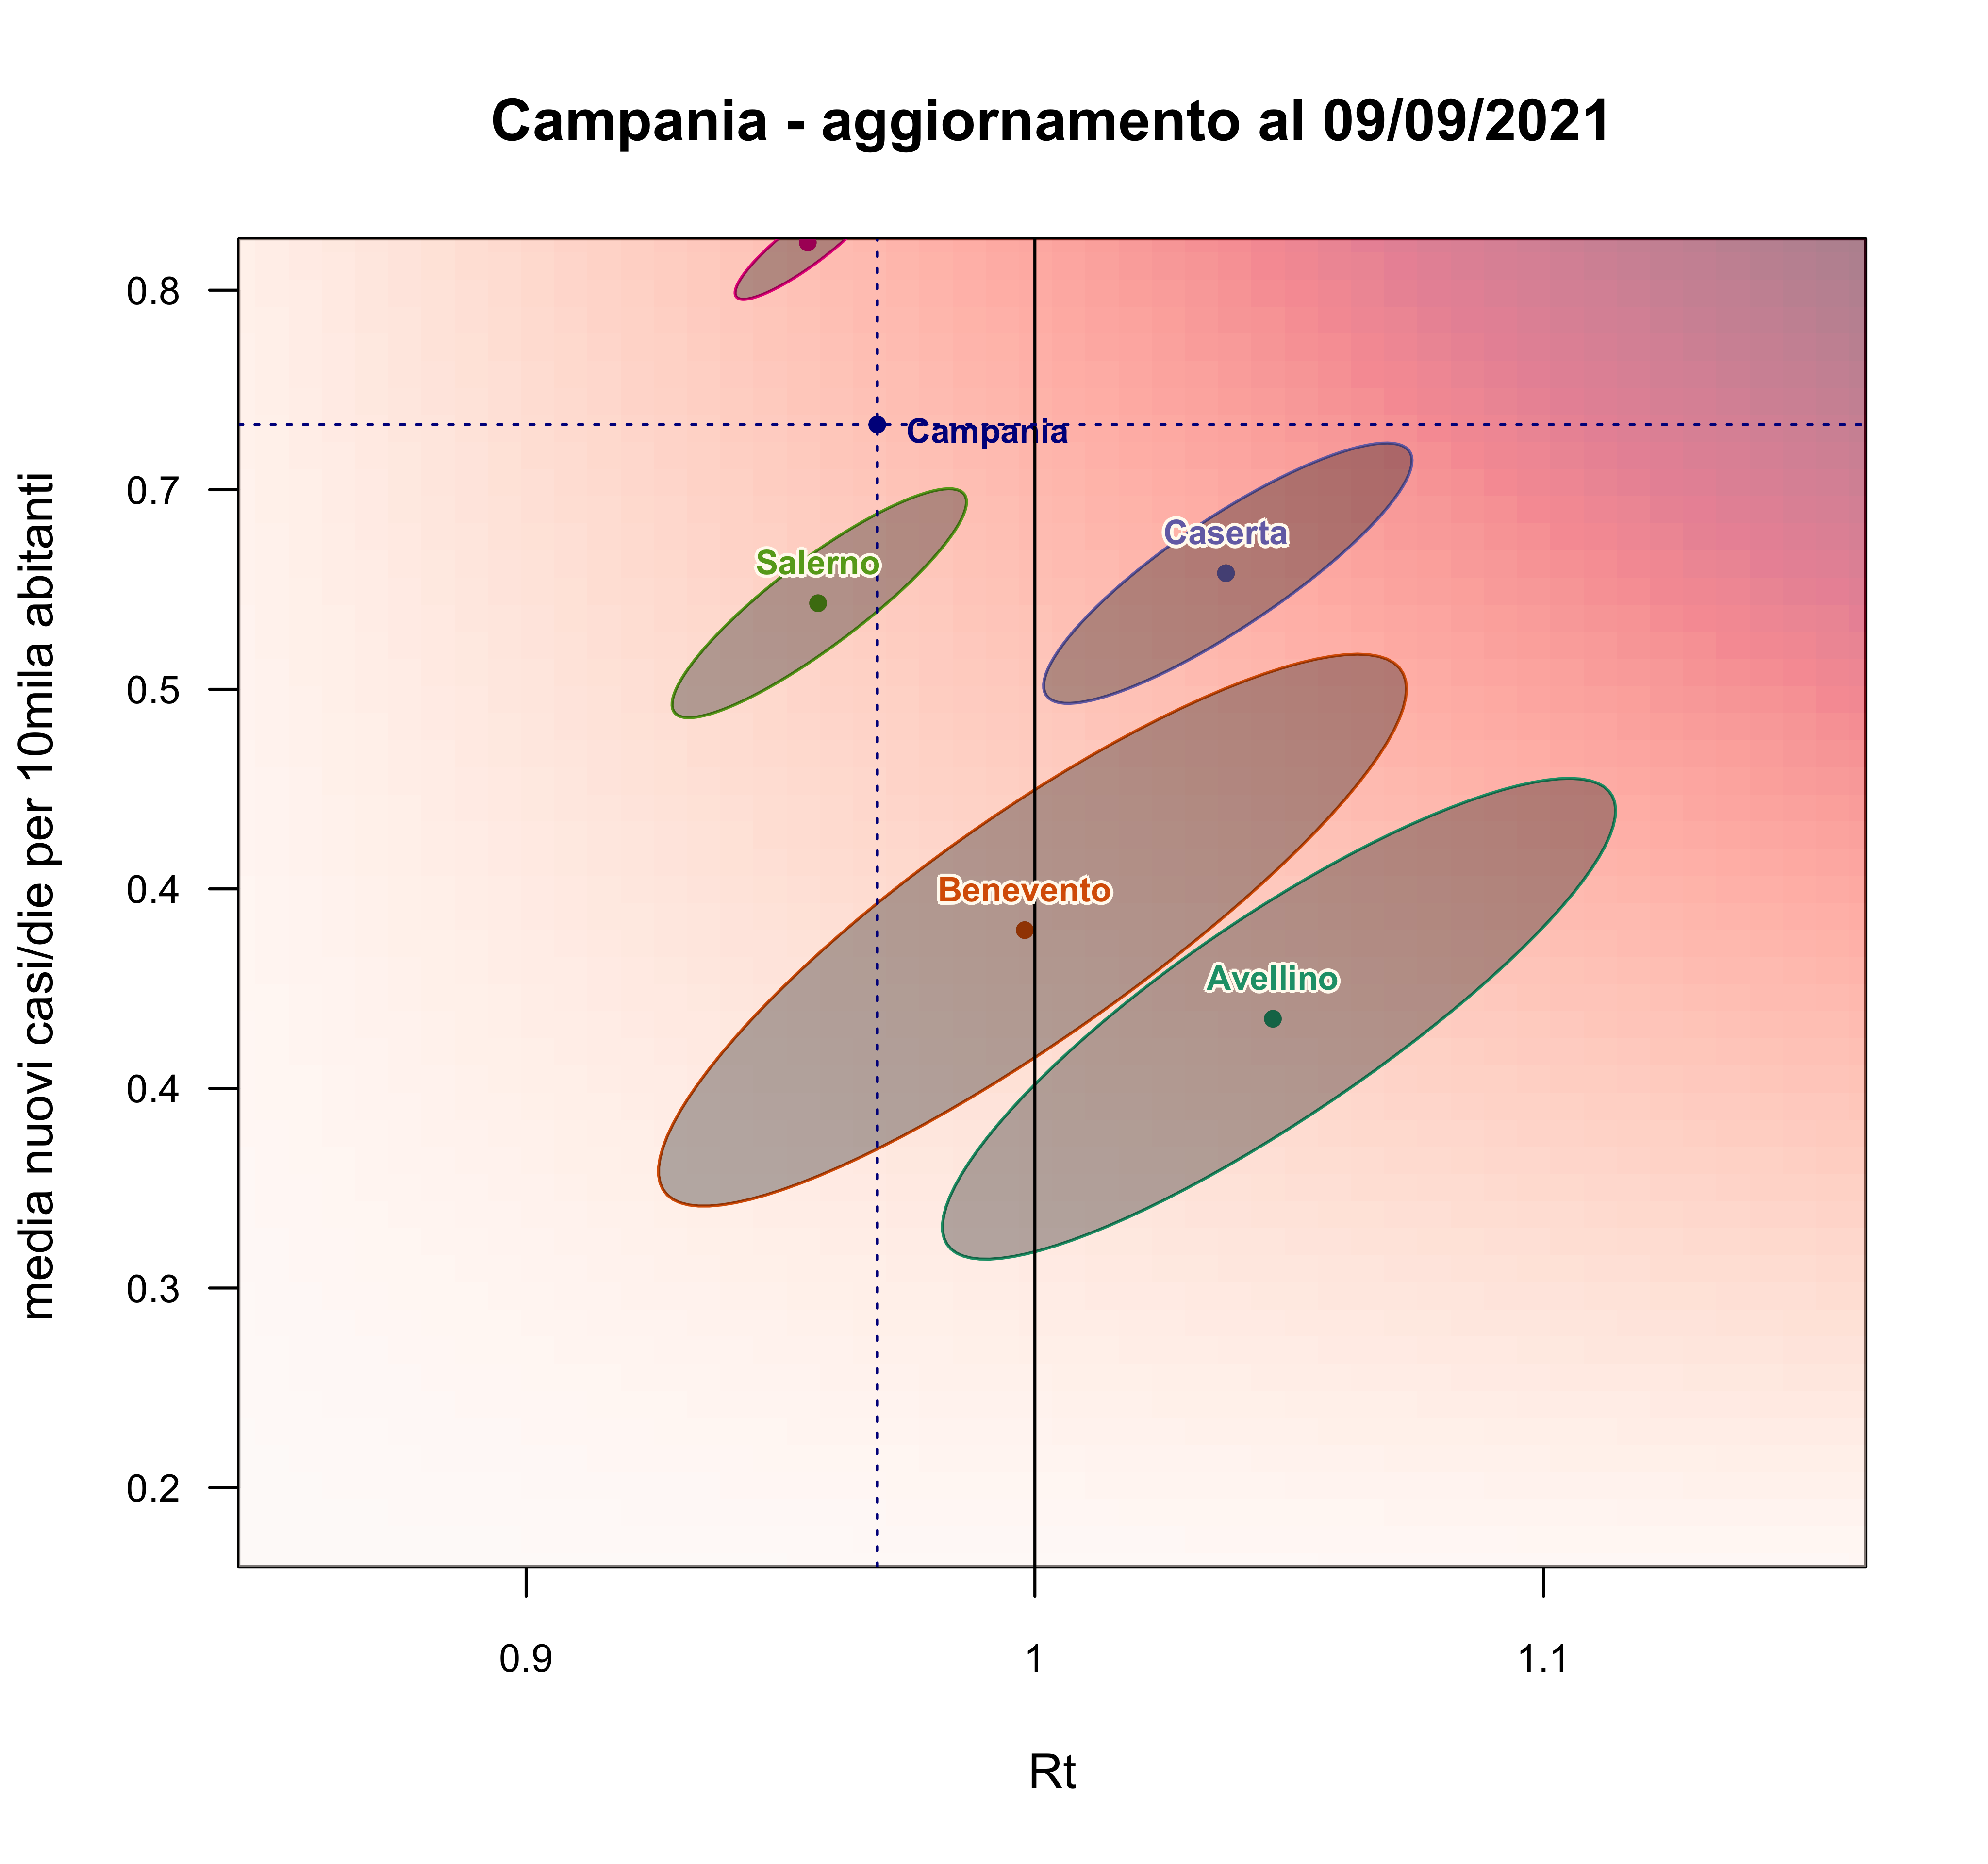 Campania - aggiornamento al 09/09/2021
media nuovi casi/die per 10mila abitanti
0.8
0.7
0.5
0.4
0.4
0.3
0.2
Campania
Caserta
Salerno
Benevento
Avellino
0.9
1
1.1
Rt